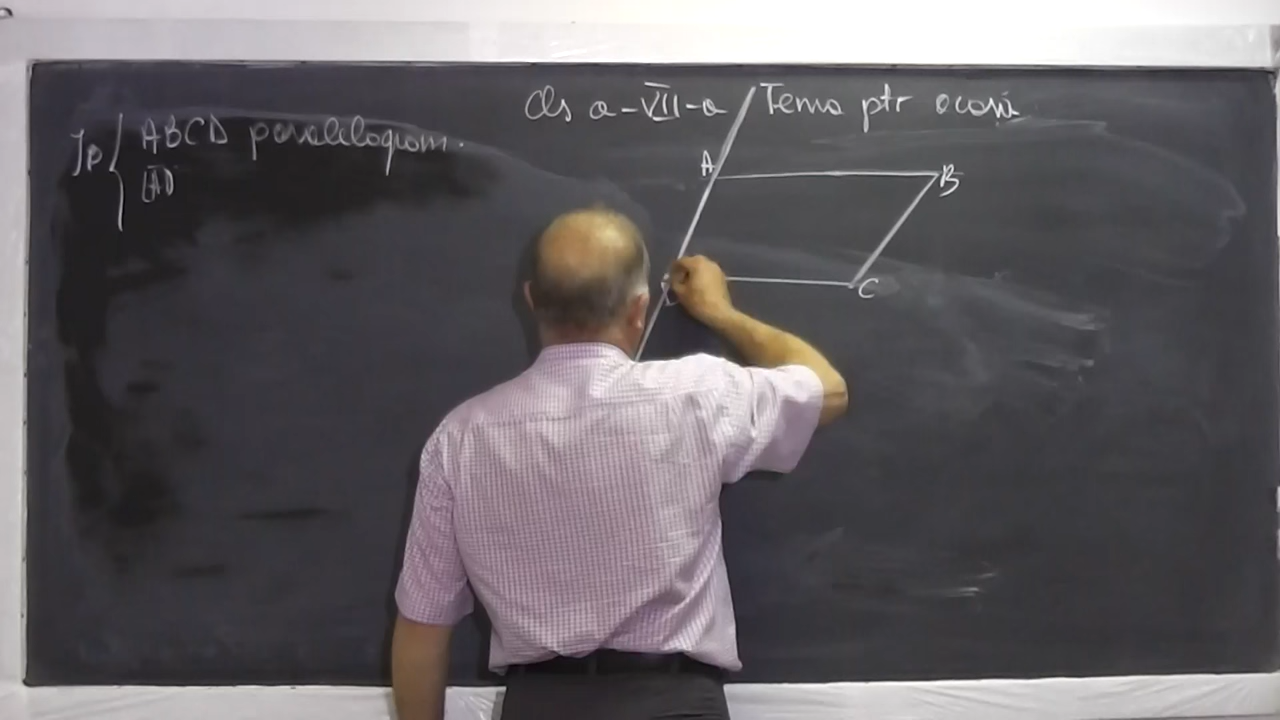 Cls a-VII-a Tema ptr acasă
Ip { ABCD paralelogram.
[AD
A
B
C